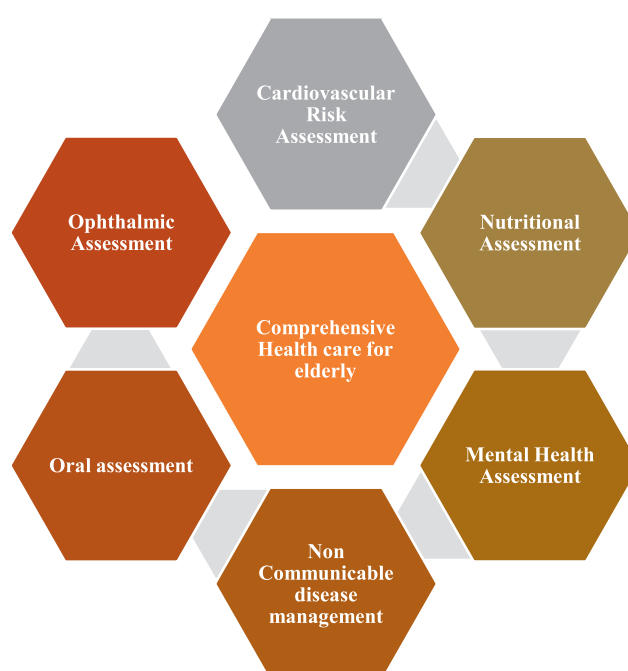 Cardiovascular
Risk
Assessment
Ophthalmic
Assessment
Nutritional
Assessment
Comprehensive
Health care for
elderly
Oral assessment
Mental Health
Assessment
Non
Communicable
disease
management